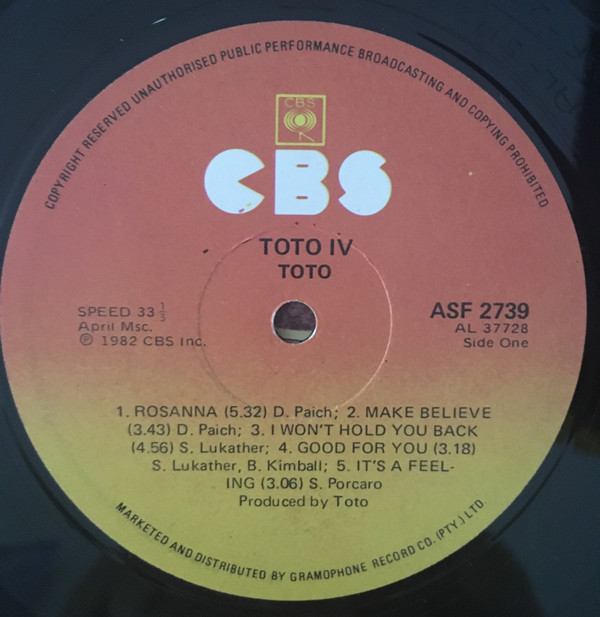 COPYRIGHT RESERVED UNAUTHORISED PUBLIC PERFORMANCE BROADCASTING AND COPYING PROHIBITED
CBS
CBS
TOTO IV
TOTO
SPEED 33 1/3
April Msc.
℗ 1982 CBS Inc.
ASF 2739
AL 37728
Side One
1. ROSANNA (5.32) D. Paich; 2. MAKE BELIEVE
(3.43) D. Paich; 3. I WON'T HOLD YOU BACK
(4.56) S. Lukather; 4. GOOD FOR YOU (3.18)
S. Lukather, B. Kimball; 5. IT'S A FEEL-
ING (3.06) S. Porcaro
Produced by Toto
MARKETED AND DISTRIBUTED BY GRAMOPHONE RECORD CO. (PTY.) LTD.